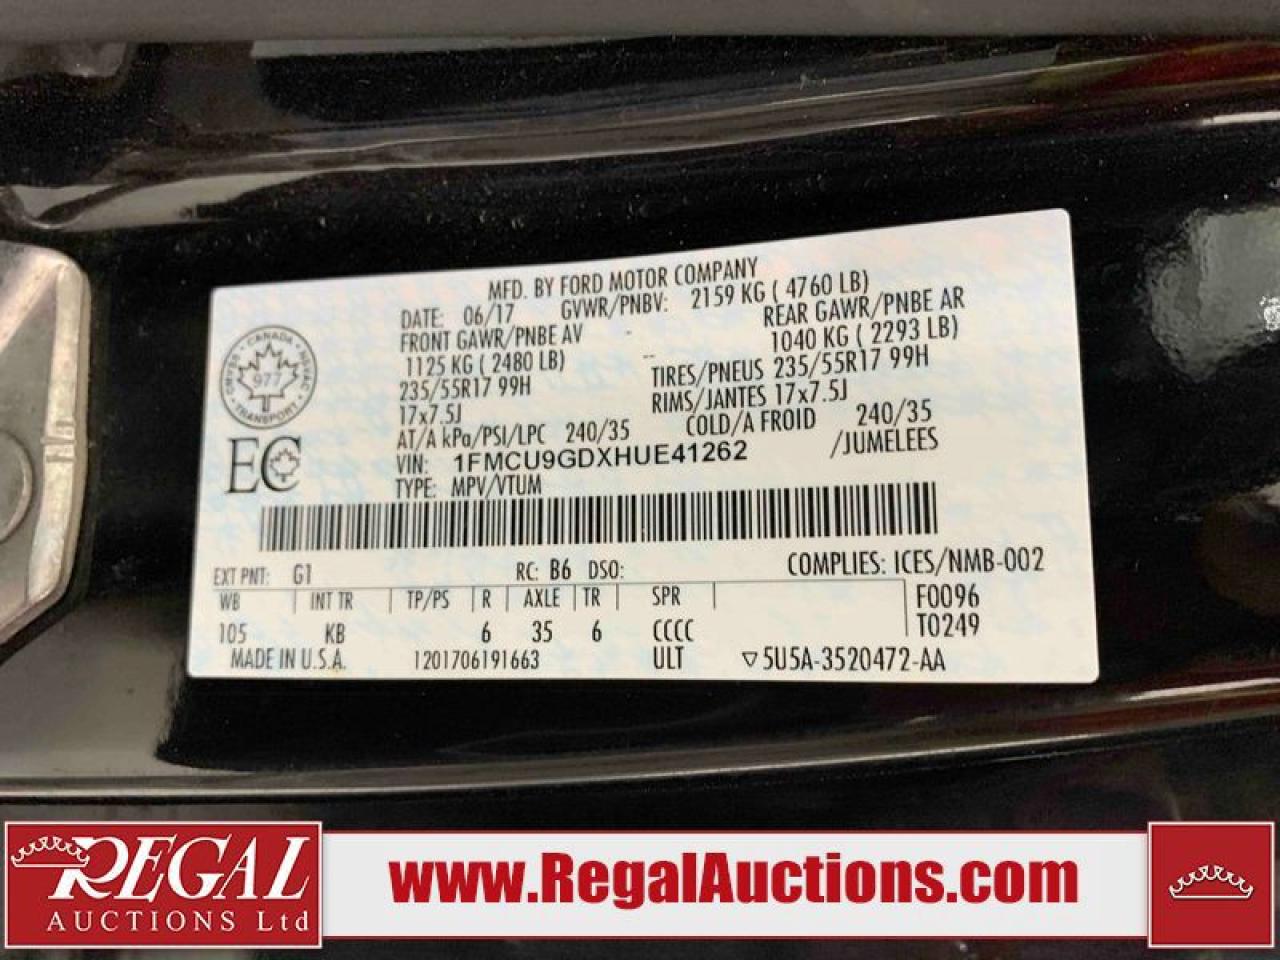 MFD. BY FORD MOTOR COMPANY
DATE: 06/17 GVWR/PNBV: 2159 KG ( 4760 LB)
FRONT GAWR/PNBE AV - REAR GAWR/PNBE AR
1125 KG ( 2480 LB) -- 1040 KG ( 2293 LB)
235/55R17 99H TIRES/PNEUS 235/55R17 99H
17x7.5J RIMS/JANTES 17x7.5J
AT/A kPa/PSI/LPC 240/35 COLD/A FROID 240/35
VIN: 1FMCU9GDXHUE41262 /JUMELEES
TYPE: MPV/VTUM
CANADA
977
TRANSPORT
EC
EXT PNT: G1 RC: B6 DSO: COMPLIES: ICES/NMB-002
WB INT TR TP/PS R AXLE TR SPR F0096
105 KB 6 35 6 CCCC T0249
MADE IN U.S.A. 1201706191663 ULT ▽5U5A-3520472-AA
REGAL
AUCTIONS Ltd
www.RegalAuctions.com